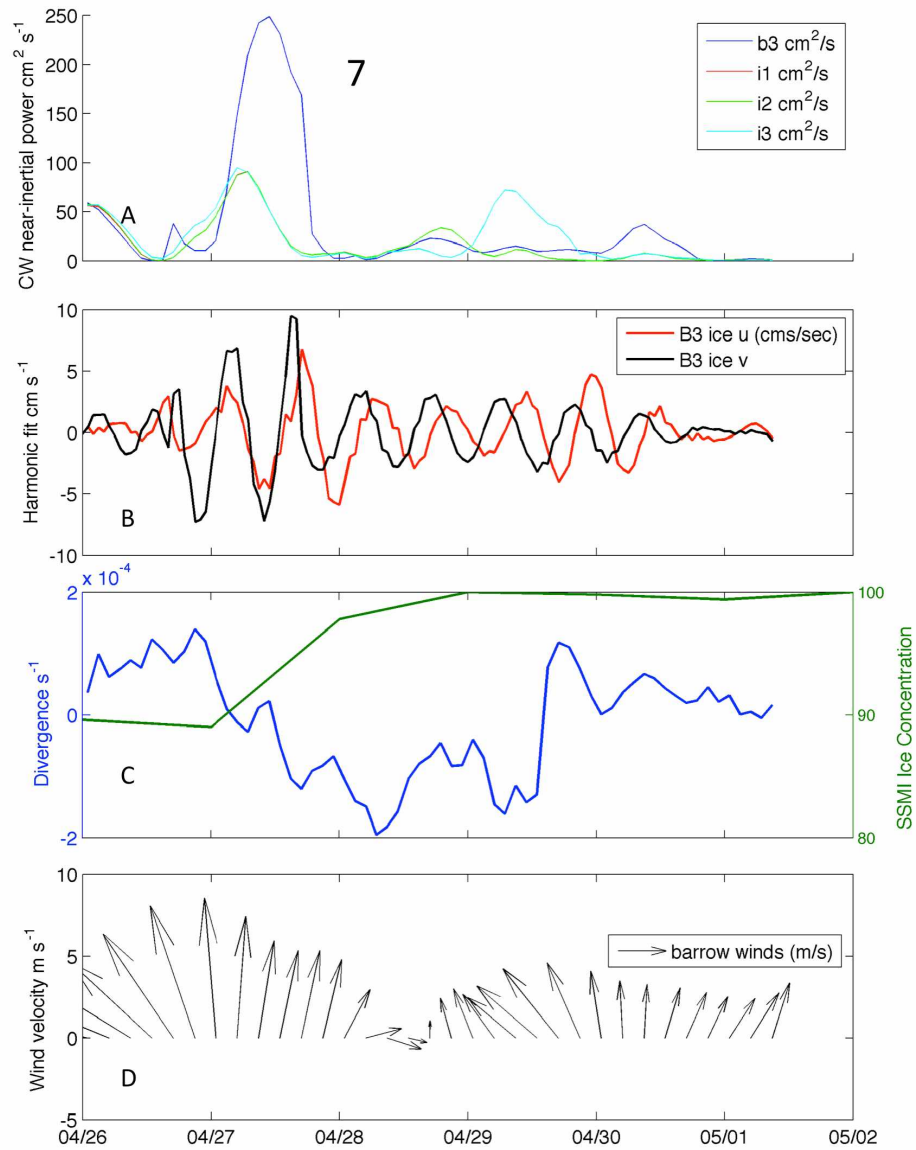 7
CW near-inertial power cm² s⁻¹
250
200
150
100
50
0
A
b3 cm²/s
i1 cm²/s
i2 cm²/s
i3 cm²/s
Harmonic fit cm s⁻¹
10
5
0
-5
-10
B
B3 ice u (cms/sec)
B3 ice v
x 10⁻⁴
Divergence s⁻¹
2
0
-2
C
100
90
80
SSMI Ice Concentration
Wind velocity m s⁻¹
10
5
0
-5
D
barrow winds (m/s)
04/26 04/27 04/28 04/29 04/30 05/01 05/02